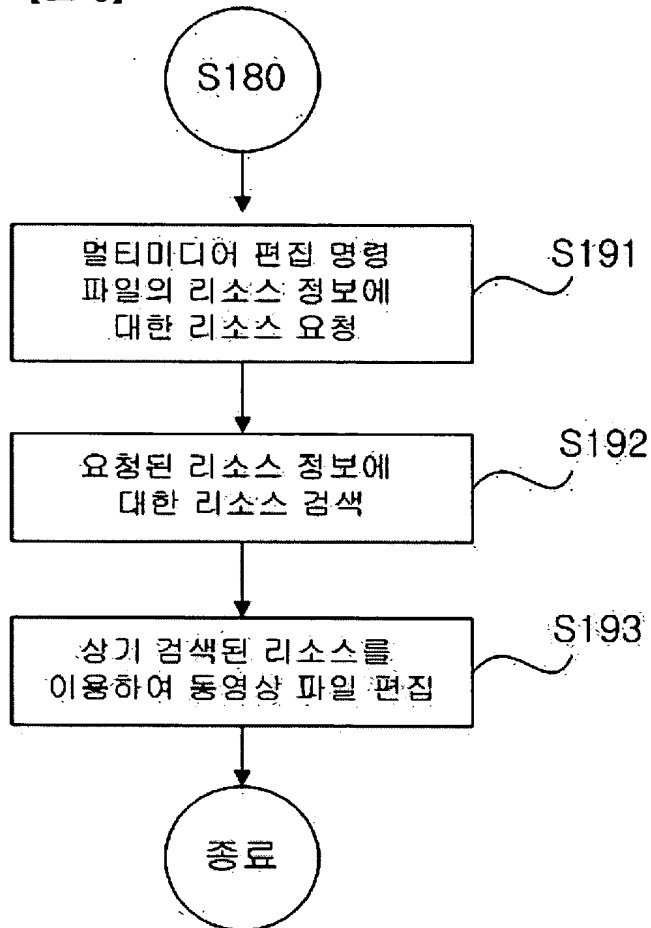 S180
멀티미디어 편집 명령
파일의 리소스 정보에
대한 리소스 요청
S191
요청된 리소스 정보에
대한 리소스 검색
S192
상기 검색된 리소스를
이용하여 동영상 파일 편집
S193
종료